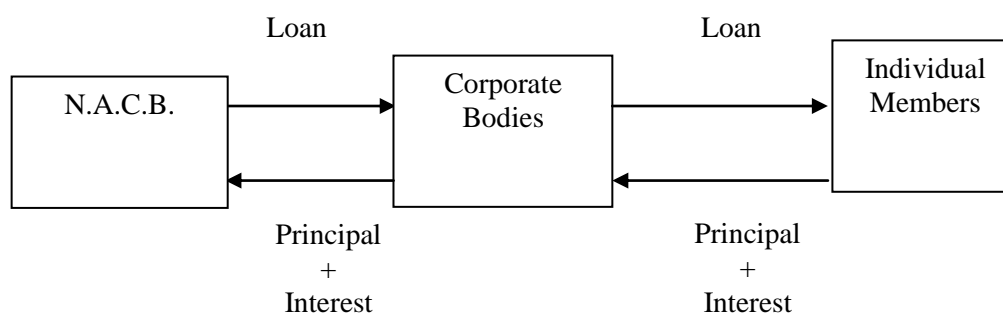 Loan
Loan
N.A.C.B.
Corporate
Bodies
Individual
Members
Principal
+
Interest
Principal
+
Interest